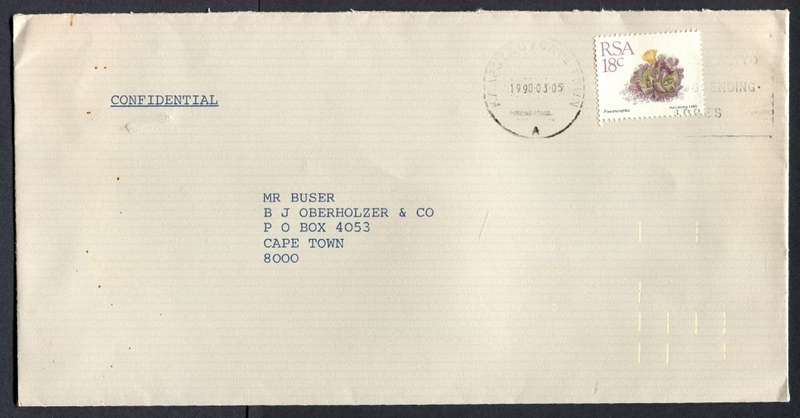 RSA
18c
1990-03-05
A
CONFIDENTIAL
MR BUSER
B J OBERHOLZER & CO
P O BOX 4053
CAPE TOWN
8000